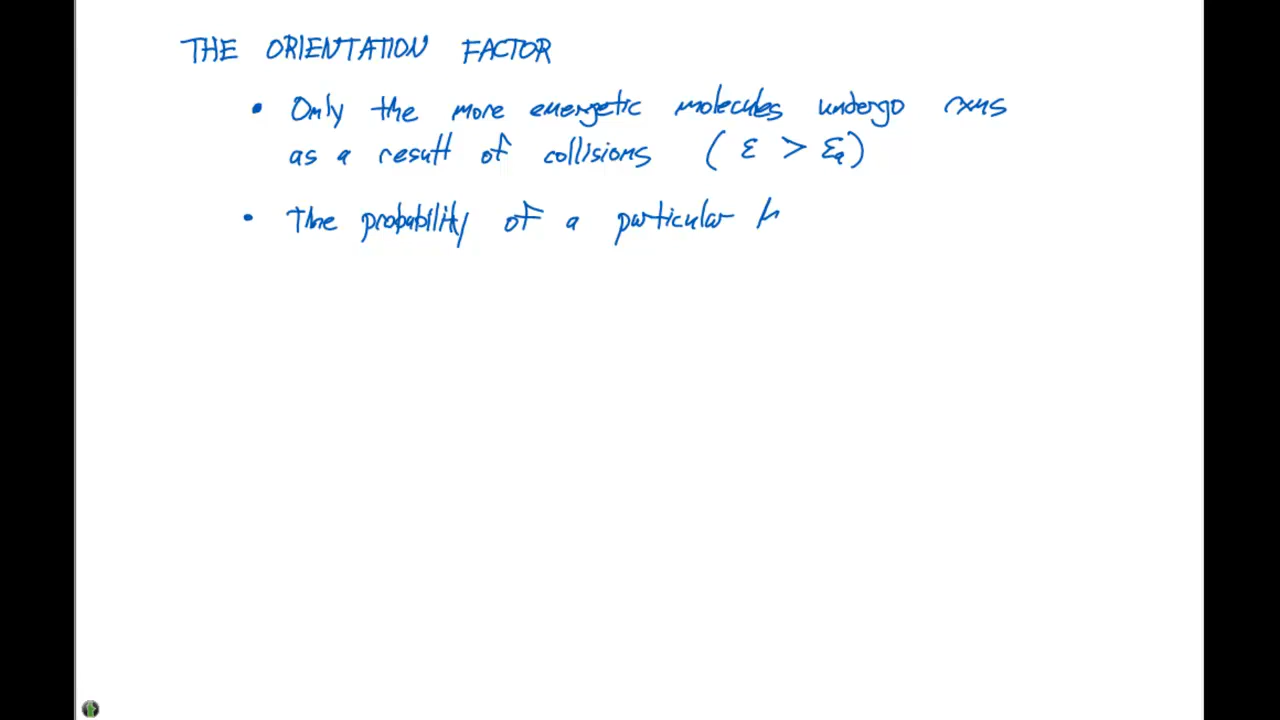 THE ORIENTATION FACTOR
• Only the more energetic molecules undergo rxns
as a result of collisions ( ε > εa)
• The probability of a particular